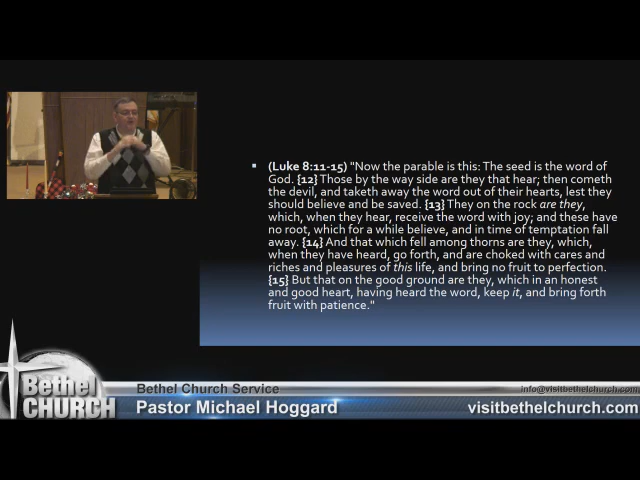 (Luke 8:11-15) "Now the parable is this: The seed is the word of
God. {12} Those by the way side are they that hear; then cometh
the devil, and taketh away the word out of their hearts, lest they
should believe and be saved. {13} They on the rock are they,
which, when they hear, receive the word with joy; and these have
no root, which for a while believe, and in time of temptation fall
away. {14} And that which fell among thorns are they, which,
when they have heard, go forth, and are choked with cares and
riches and pleasures of this life, and bring no fruit to perfection.
{15} But that on the good ground are they, which in an honest
and good heart, having heard the word, keep it, and bring forth
fruit with patience."
Bethel
CHURCH
Bethel Church Service
info@visitbethelchurch.com
Pastor Michael Hoggard
visitbethelchurch.com